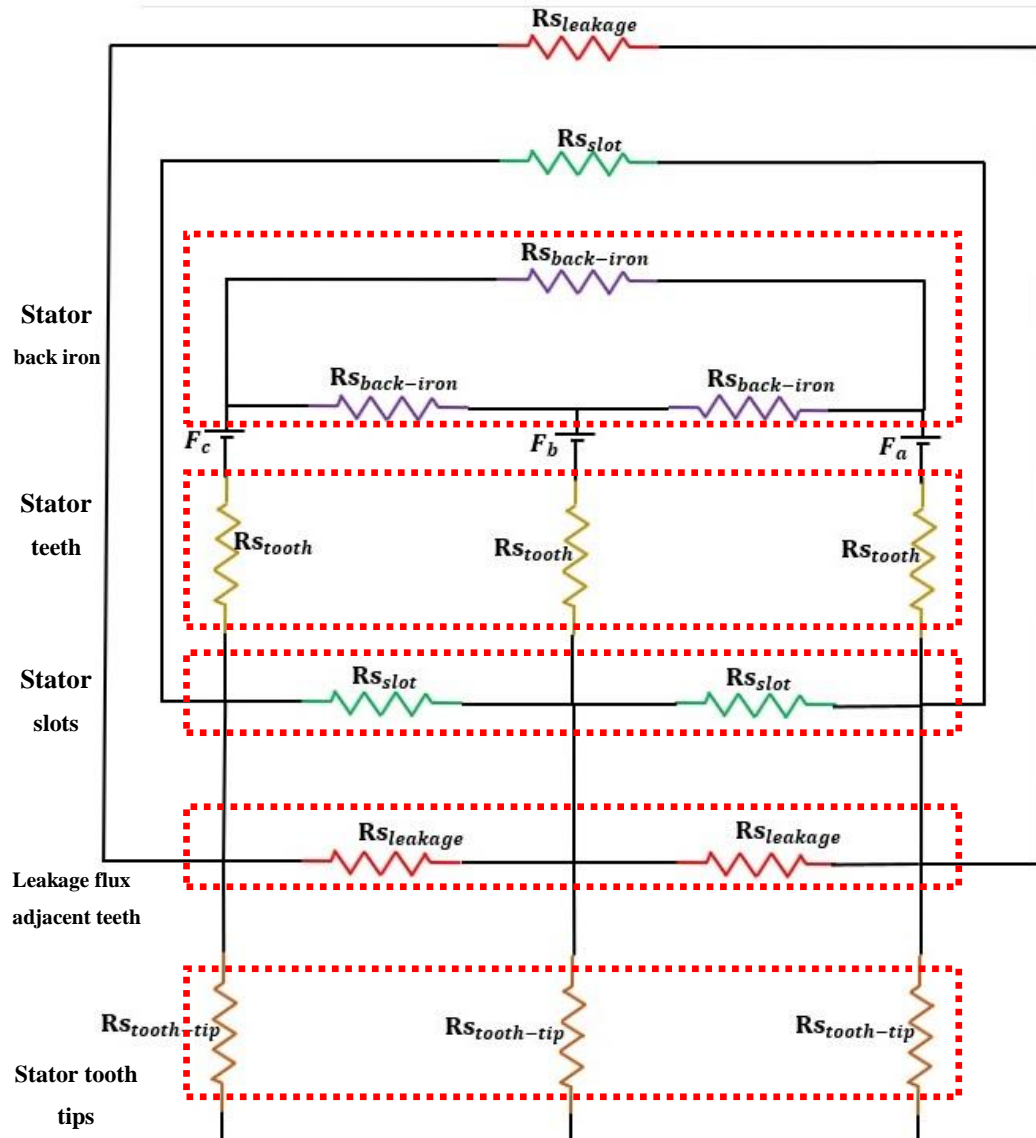 Rs_leakage
Rs_slot
Rs_back-iron
Stator
back iron
Rs_back-iron
Rs_back-iron
F_c
F_b
F_a
Stator
teeth
Rs_tooth
Rs_tooth
Rs_tooth
Stator
slots
Rs_slot
Rs_slot
Rs_leakage
Rs_leakage
Leakage flux
adjacent teeth
Rs_tooth-tip
Rs_tooth-tip
Rs_tooth-tip
Stator tooth
tips